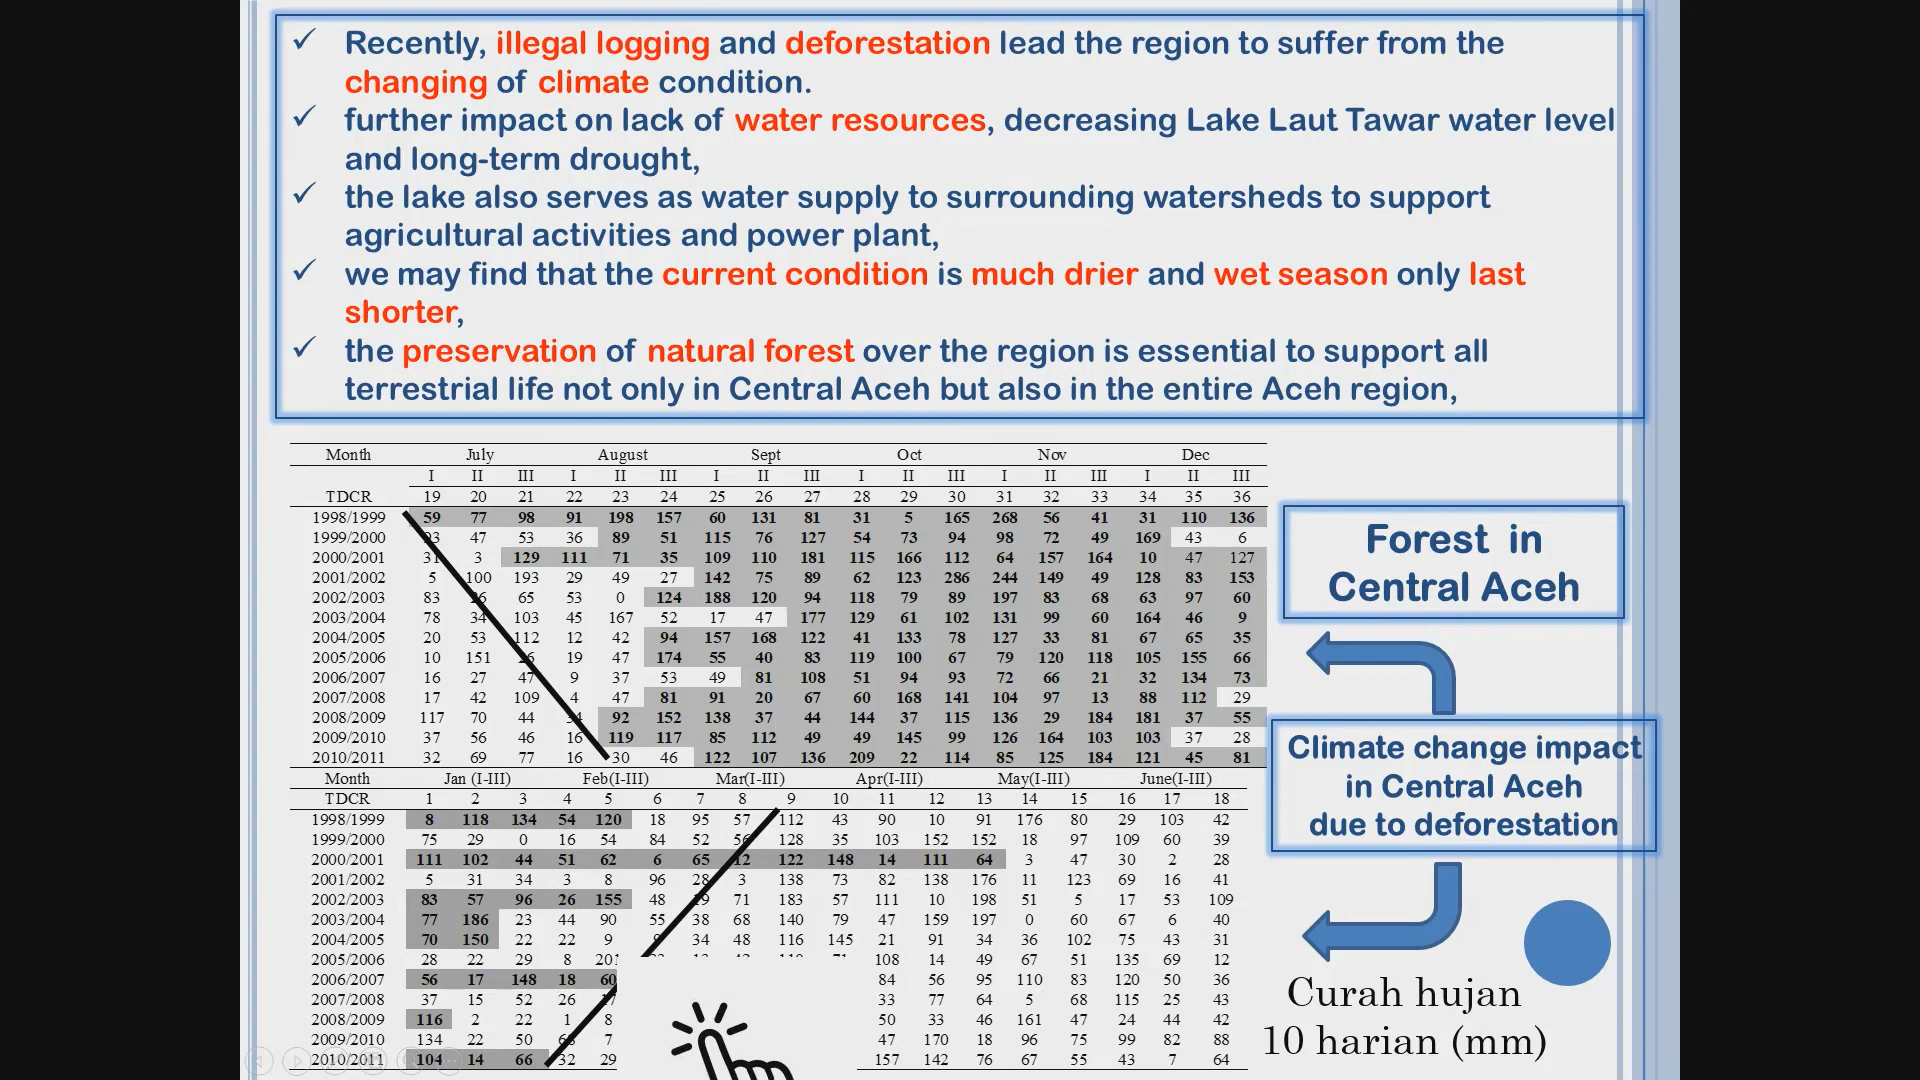 ✓ Recently, illegal logging and deforestation lead the region to suffer from the
changing of climate condition.
✓ further impact on lack of water resources, decreasing Lake Laut Tawar water level
and long-term drought,
✓ the lake also serves as water supply to surrounding watersheds to support
agricultural activities and power plant,
✓ we may find that the current condition is much drier and wet season only last
shorter,
✓ the preservation of natural forest over the region is essential to support all
terrestrial life not only in Central Aceh but also in the entire Aceh region,
Month July August Sept Oct Nov Dec
I II III I II III I II III I II III I II III I II III
TDCR 19 20 21 22 23 24 25 26 27 28 29 30 31 32 33 34 35 36
1998/1999 59 77 98 91 198 157 60 131 81 31 5 165 268 56 41 31 110 136
1999/2000 47 53 36 89 51 115 76 127 54 73 94 98 72 49 169 43 6
2000/2001 31 3 129 111 71 35 109 110 181 115 166 112 64 157 164 10 47 127
2001/2002 5 100 193 29 49 27 142 75 89 62 123 286 244 149 49 128 83 153
2002/2003 83 65 53 0 124 188 120 94 118 79 89 197 83 68 63 97 60
2003/2004 78 34 103 45 167 52 17 47 177 129 61 102 131 99 60 164 46 9
2004/2005 20 53 112 12 42 94 157 168 122 41 133 78 127 33 81 67 65 35
2005/2006 10 151 26 19 47 174 55 40 83 119 100 67 79 120 118 105 155 66
2006/2007 16 27 47 9 37 53 49 81 108 51 94 93 72 66 21 32 134 73
2007/2008 17 42 109 4 47 81 91 20 67 60 168 141 104 97 13 88 112 29
2008/2009 117 70 44 92 152 138 37 44 144 37 115 136 29 184 181 37 55
2009/2010 37 56 46 16 119 117 85 112 49 49 145 99 126 164 103 103 37 28
2010/2011 32 69 77 16 30 46 122 107 136 209 22 114 85 125 184 121 45 81
Month Jan (I-III) Feb(I-III) Mar(I-III) Apr(I-III) May(I-III) June(I-III)
TDCR 1 2 3 4 5 6 7 8 9 10 11 12 13 14 15 16 17 18
1998/1999 8 118 134 54 120 18 95 57 112 43 90 10 91 176 80 29 103 42
1999/2000 75 29 0 16 54 84 52 56 128 35 103 152 152 18 97 109 60 39
2000/2001 111 102 44 51 62 6 65 12 122 148 14 111 64 3 47 30 2 28
2001/2002 5 31 34 3 8 96 28 3 138 73 82 138 176 11 123 69 16 41
2002/2003 83 57 96 26 155 48 71 183 57 111 10 198 51 5 17 53 109
2003/2004 77 186 23 44 90 55 38 68 140 79 47 159 197 0 60 67 6 40
2004/2005 70 150 22 22 9 34 48 116 145 21 91 34 36 102 75 43 31
2005/2006 28 22 29 8 201 108 14 49 67 51 135 69 12
2006/2007 56 17 148 18 60 84 56 95 110 83 120 50 36
2007/2008 37 15 52 26 33 77 64 5 68 115 25 43
2008/2009 116 2 22 1 8 50 33 46 161 47 24 44 42
2009/2010 134 22 50 7 47 170 18 96 75 99 82 88
2010/2011 104 14 66 32 29 157 142 76 67 55 43 7 64
Forest in
Central Aceh
Climate change impact
in Central Aceh
due to deforestation
Curah hujan
10 harian (mm)